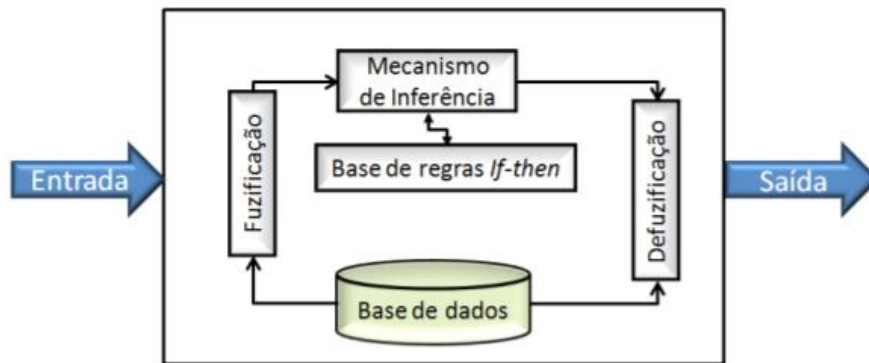 Entrada
Fuzificação
Mecanismo
de Inferência
Base de regras If-then
Base de dados
Defuzificação
Saída